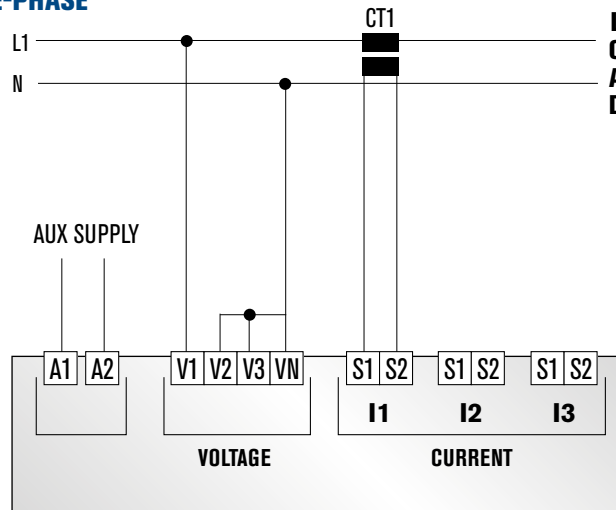 E-PHASE
CT1
L1
N
AUX SUPPLY
A1 A2 V1 V2 V3 VN S1 S2 S1 S2 S1 S2
I1 I2 I3
VOLTAGE CURRENT